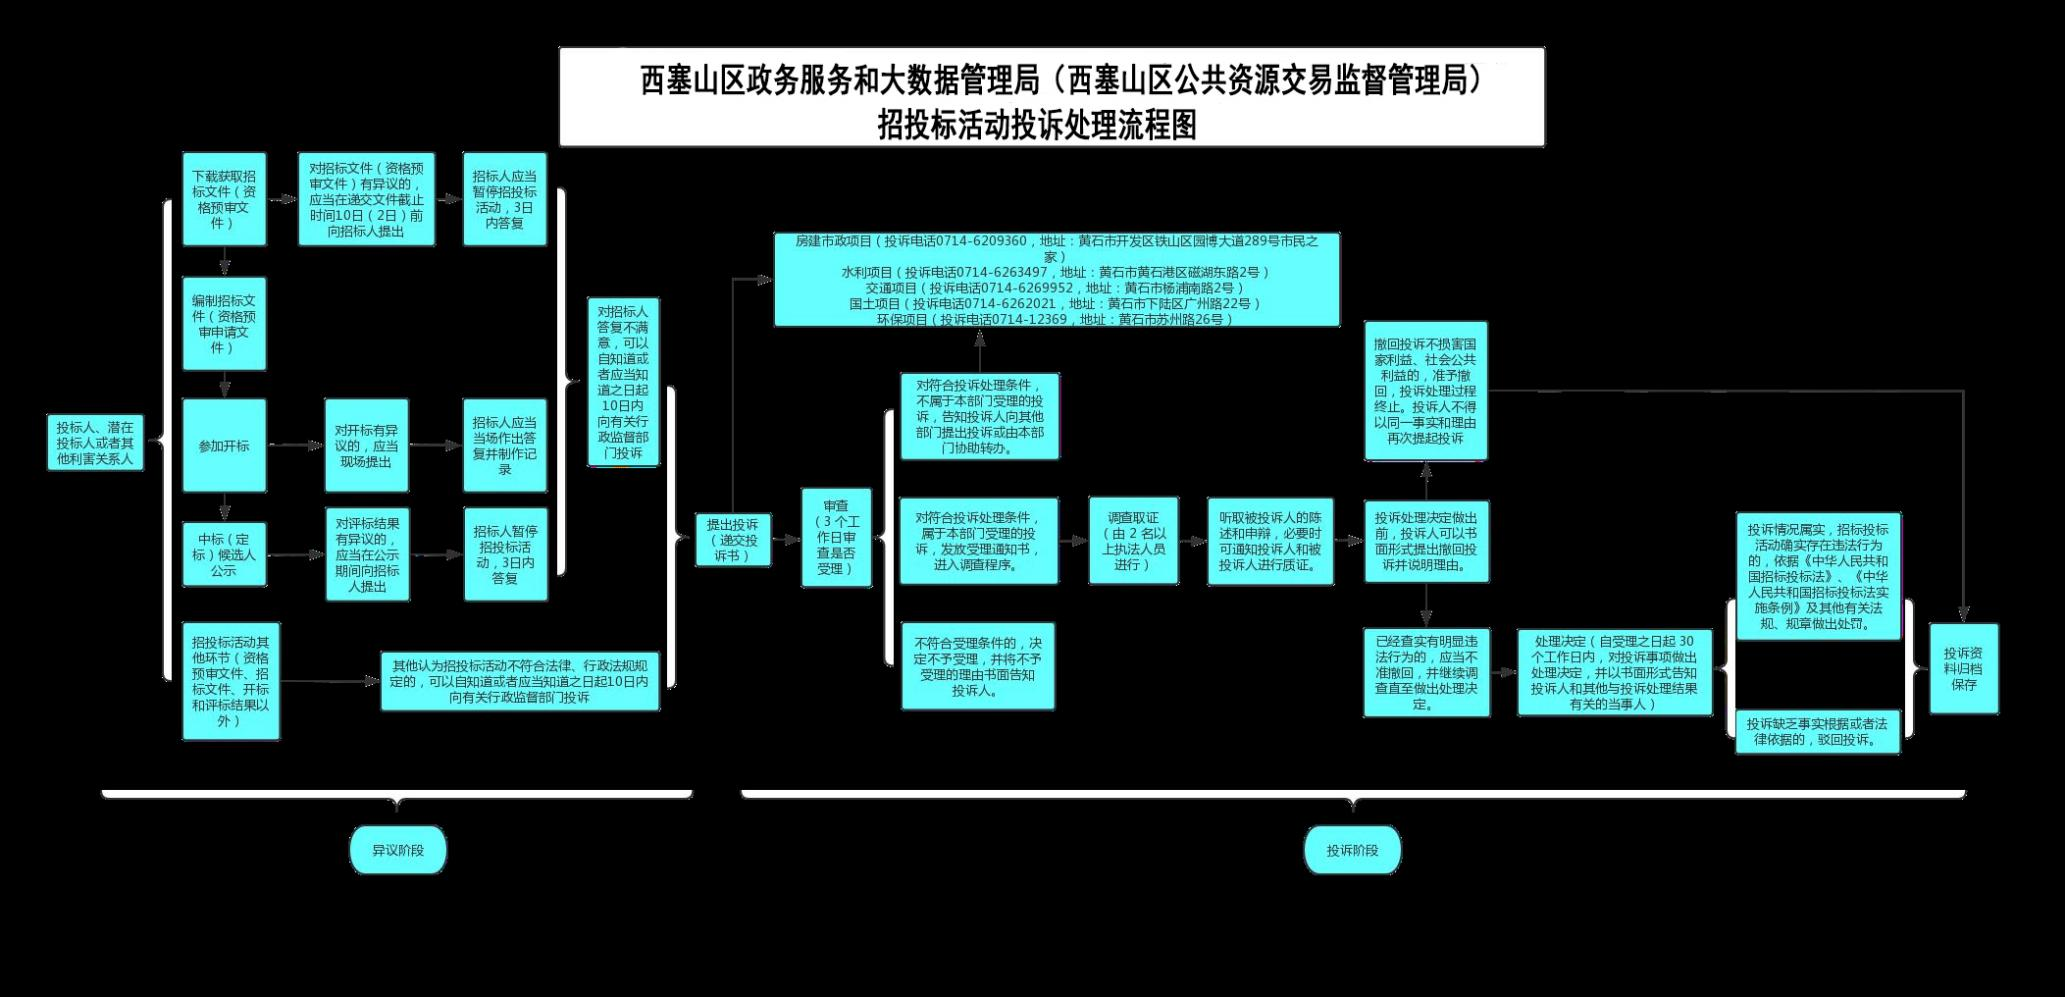 西塞山区政务服务和大数据管理局（西塞山区公共资源交易监督管理局）
招投标活动投诉处理流程图
投标人、潜在
投标人或者其
他利害关系人
下载获取招
标文件（资
格预审文
件）
对招标文件（资格预
审文件）有异议的，
应当在递交文件截止
时间10日（2日）前
向招标人提出
招标人应当
暂停招投标
活动，3日
内答复
编制招标文
件（资格预
审申请文
件）
参加开标
对开标有异
议的，应当
现场提出
招标人应当
当场作出答
复并制作记
录
中标（定
标）候选人
公示
对评标结果
有异议的，
应当在公示
期间向招标
人提出
招标人暂停
招投标活
动，3日内
答复
招投标活动其
他环节（资格
预审文件、招
标文件、开标
和评标结果以
外）
其他认为招投标活动不符合法律、行政法规规
定的，可以自知道或者应当知道之日起10日内
向有关行政监督部门投诉
对招标人
答复不满
意，可以
自知道或
者应当知
道之日起
10日内
向有关行
政监督部
门投诉
提出投诉
（递交投
诉书）
房建市政项目（投诉电话0714-6209360，地址：黄石市开发区铁山区园博大道289号市民之
家）
水利项目（投诉电话0714-6263497，地址：黄石市黄石港区磁湖东路2号）
交通项目（投诉电话0714-6269952，地址：黄石市杨浦南路2号）
国土项目（投诉电话0714-6262021，地址：黄石市下陆区广州路22号）
环保项目（投诉电话0714-12369，地址：黄石市苏州路26号）
审查
（3 个工
作日审
查是否
受理）
对符合投诉处理条件，
不属于本部门受理的投
诉，告知投诉人向其他
部门提出投诉或由本部
门协助转办。
对符合投诉处理条件，
属于本部门受理的投
诉，发放受理通知书，
进入调查程序。
不符合受理条件的，决
定不予受理，并将不予
受理的理由书面告知
投诉人。
调查取证
（由 2 名以
上执法人员
进行）
听取被投诉人的陈
述和申辩，必要时
可通知投诉人和被
投诉人进行质证。
投诉处理决定做出
前，投诉人可以书
面形式提出撤回投
诉并说明理由。
撤回投诉不损害国
家利益、社会公共
利益的，准予撤
回，投诉处理过程
终止。投诉人不得
以同一事实和理由
再次提起投诉
已经查实有明显违
法行为的，应当不
准撤回，并继续调
查直至做出处理决
定。
处理决定（自受理之日起 30
个工作日内，对投诉事项做出
处理决定，并以书面形式告知
投诉人和其他与投诉处理结果
有关的当事人）
投诉情况属实，招标投标
活动确实存在违法行为
的，依据《中华人民共和
国招标投标法》、《中华
人民共和国招标投标法实
施条例》及其他有关法
规、规章做出处罚。
投诉缺乏事实根据或者法
律依据的，驳回投诉。
投诉资
料归档
保存
异议阶段
投诉阶段